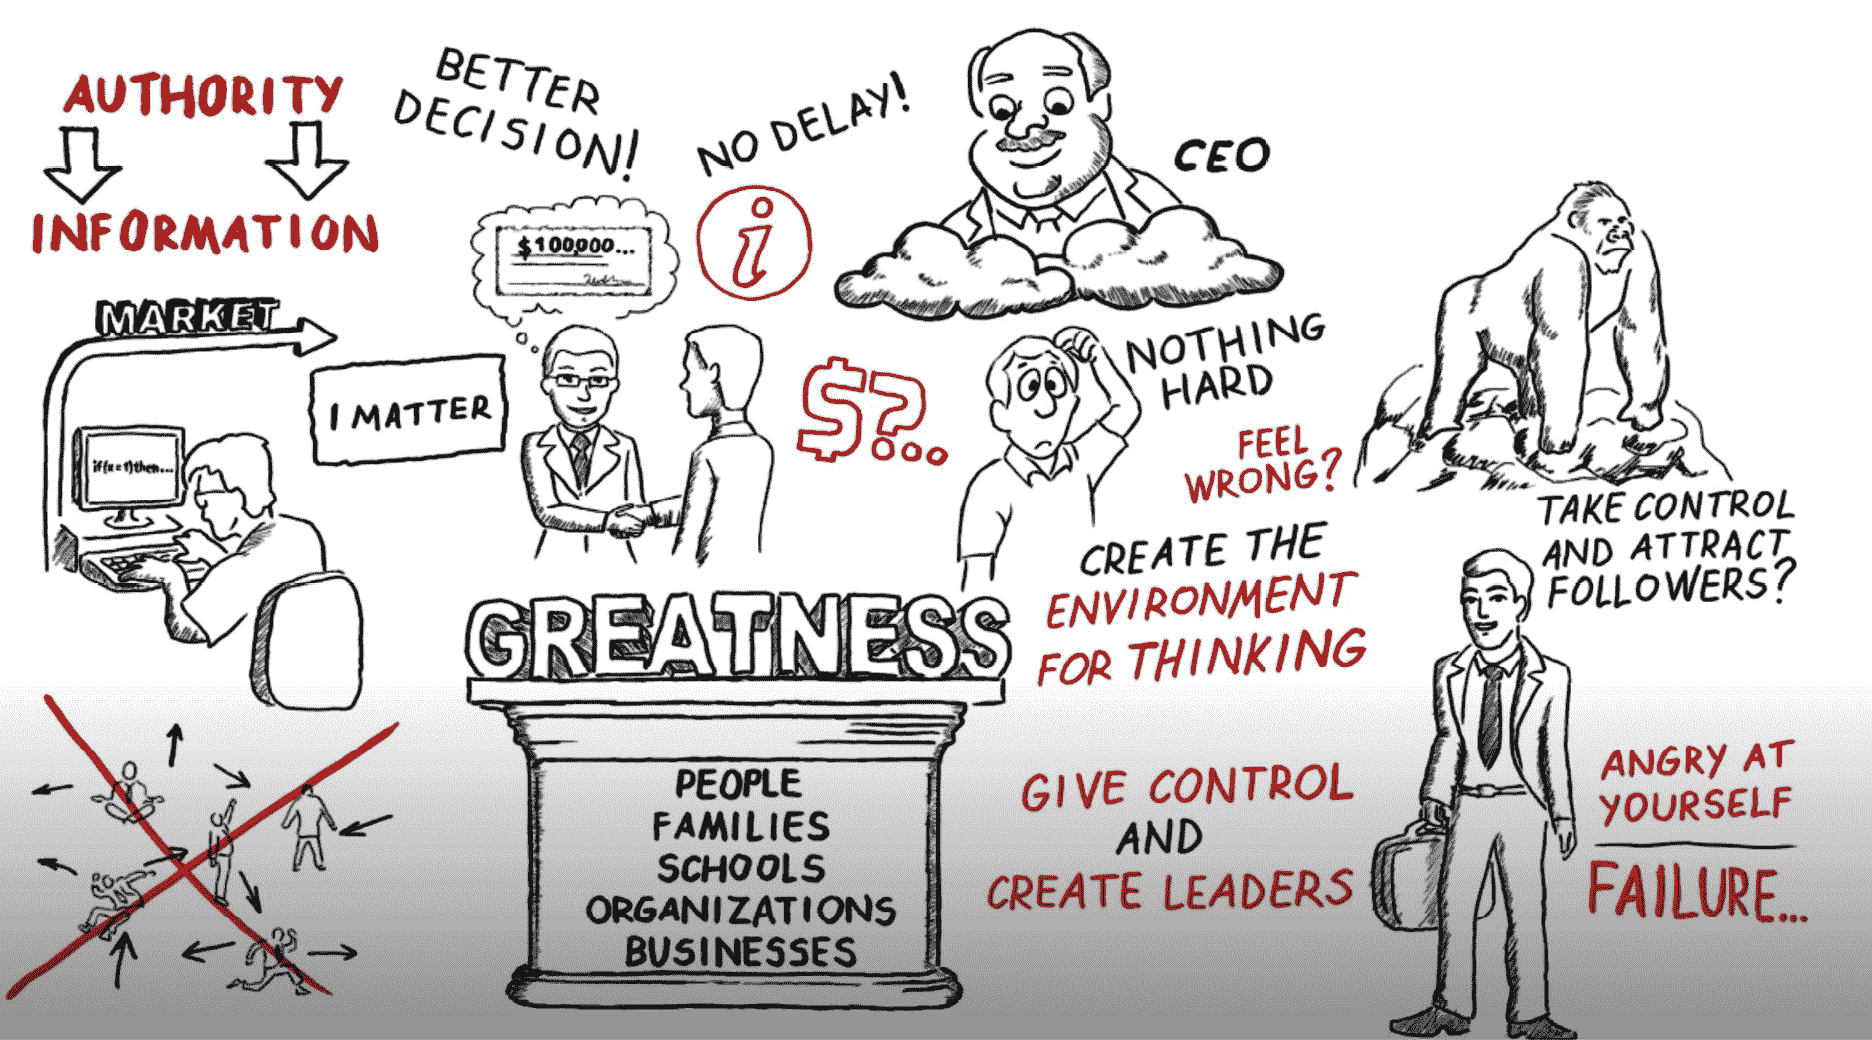 AUTHORITY
INFORMATION
BETTER
DECISION!
NO DELAY!
CEO
$100,000...
i
MARKET
I MATTER
if(x=1)then...
$?...
NOTHING
HARD
FEEL
WRONG?
TAKE CONTROL
AND ATTRACT
FOLLOWERS?
CREATE THE
ENVIRONMENT
FOR THINKING
GREATNESS
PEOPLE
FAMILIES
SCHOOLS
ORGANIZATIONS
BUSINESSES
GIVE CONTROL
AND
CREATE LEADERS
ANGRY AT
YOURSELF
FAILURE...